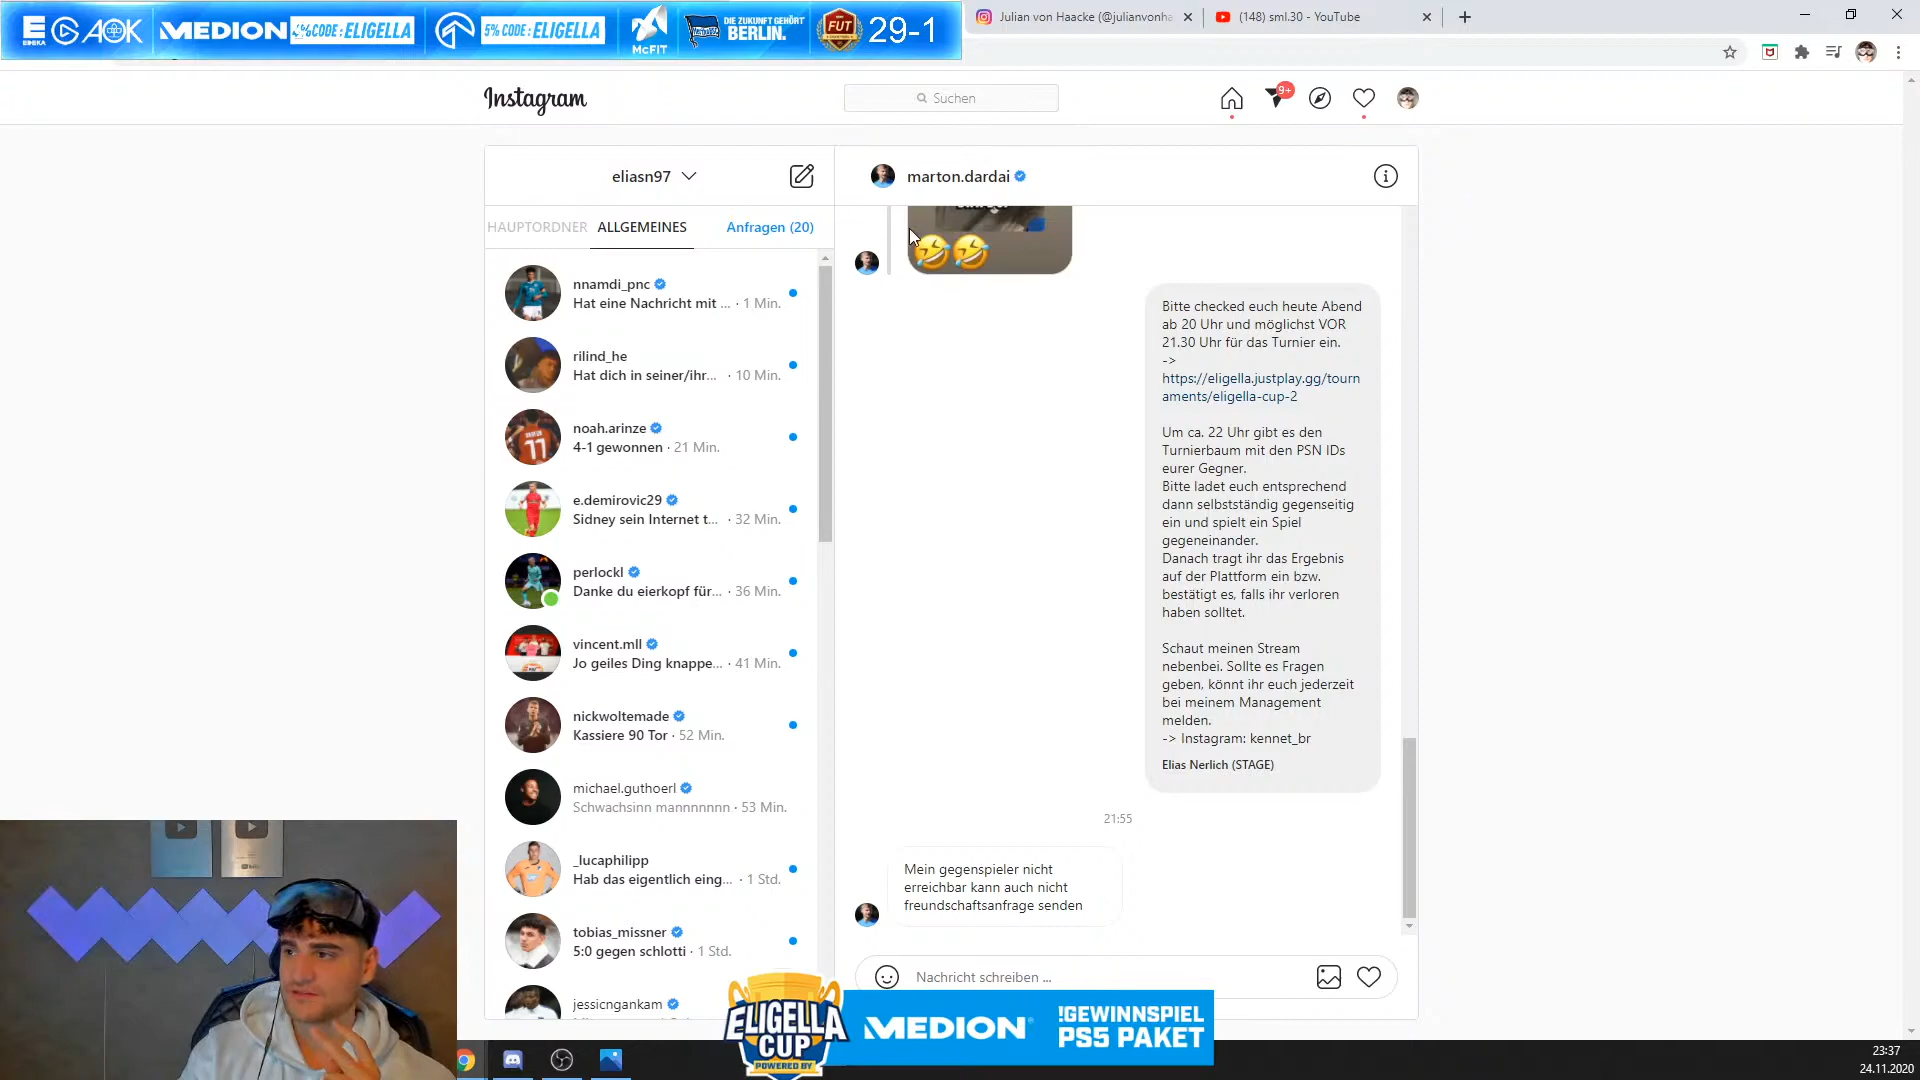 EDEKA
AOK
MEDION
CODE:ELIGELLA
5% CODE:ELIGELLA
McFIT
DIE ZUKUNFT GEHÖRT
BERLIN.
FUT
29-1
Julian von Haacke (@julianvonha
(148) sml.30 - YouTube
Instagram
Suchen
9+
eliasn97
marton.dardai
HAUPTORDNER
ALLGEMEINES
Anfragen (20)
nnamdi_pnc
Hat eine Nachricht mit ... · 1 Min.
rilind_he
Hat dich in seiner/ihr... · 10 Min.
noah.arinze
4-1 gewonnen · 21 Min.
e.demirovic29
Sidney sein Internet t... · 32 Min.
perlockl
Danke du eierkopf für... · 36 Min.
vincent.mll
Jo geiles Ding knappe... · 41 Min.
nickwoltemade
Kassiere 90 Tor · 52 Min.
michael.guthoerl
Schwachsinn mannnnnnn · 53 Min.
_lucaphilipp
Hab das eigentlich eing... · 1 Std.
tobias_missner
5:0 gegen schlotti · 1 Std.
jessicngankam
Bitte checked euch heute Abend
ab 20 Uhr und möglichst VOR
21.30 Uhr für das Turnier ein.
->
https://eligella.justplay.gg/tourn
aments/eligella-cup-2
Um ca. 22 Uhr gibt es den
Turnierbaum mit den PSN IDs
eurer Gegner.
Bitte ladet euch entsprechend
dann selbstständig gegenseitig
ein und spielt ein Spiel
gegeneinander.
Danach tragt ihr das Ergebnis
auf der Plattform ein bzw.
bestätigt es, falls ihr verloren
haben solltet.
Schaut meinen Stream
nebenbei. Sollte es Fragen
geben, könnt ihr euch jederzeit
bei meinem Management
melden.
-> Instagram: kennet_br
Elias Nerlich (STAGE)
21:55
Mein gegenspieler nicht
erreichbar kann auch nicht
freundschaftsanfrage senden
Nachricht schreiben ...
ELIGELLA
CUP
POWERED BY
MEDION
!GEWINNSPIEL
PS5 PAKET
23:37
24.11.2020